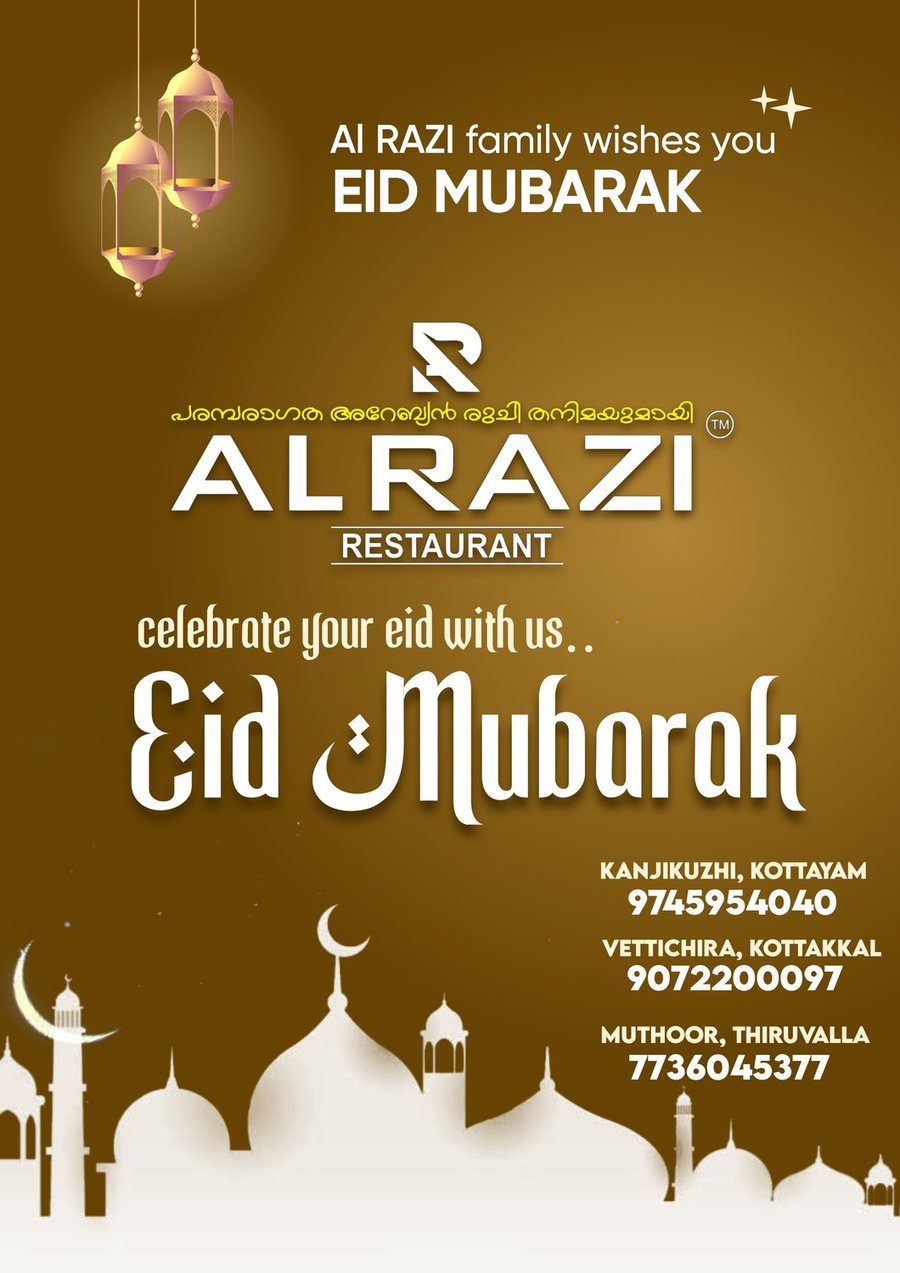 Al RAZI family wishes you
EID MUBARAK
പരമ്പരാഗത അറേബ്യൻ രുചീ തനിമയുമായി
ALRAZI TM
RESTAURANT
celebrate your eid with us..
Eid Mubarak
KANJIKUZHI, KOTTAYAM
9745954040
VETTICHIRA, KOTTAKKAL
9072200097
MUTHOOR, THIRUVALLA
7736045377